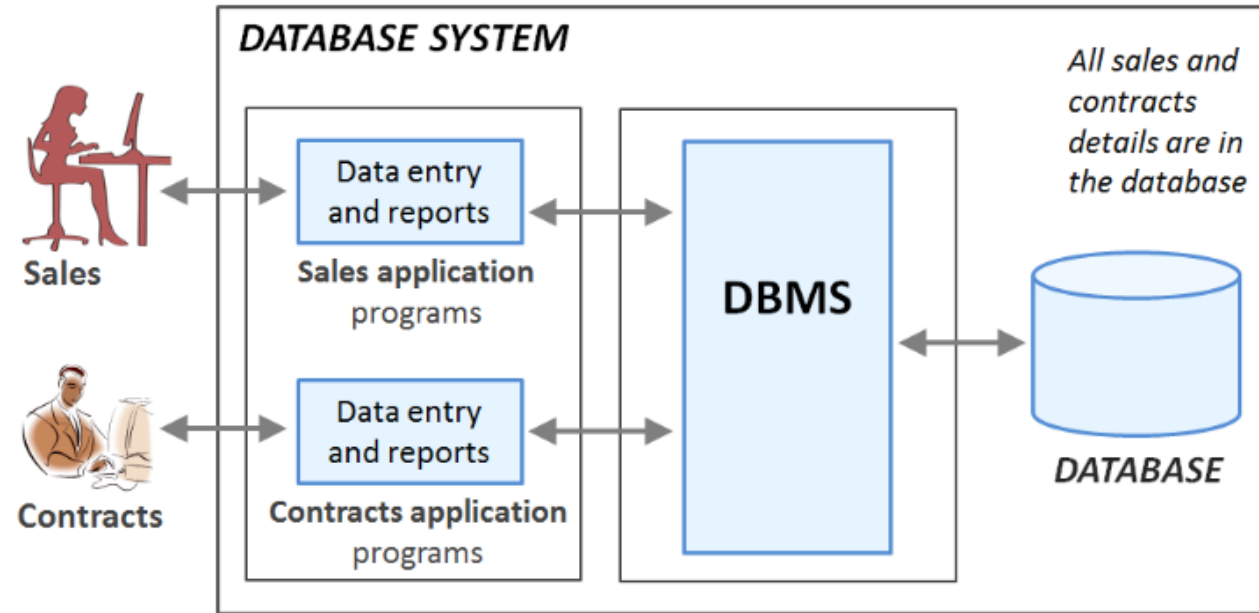 DATABASE SYSTEM
All sales and
contracts
details are in
the database
Data entry
and reports
Sales
Sales application
programs
DBMS
Data entry
and reports
Contracts
Contracts application
programs
DATABASE